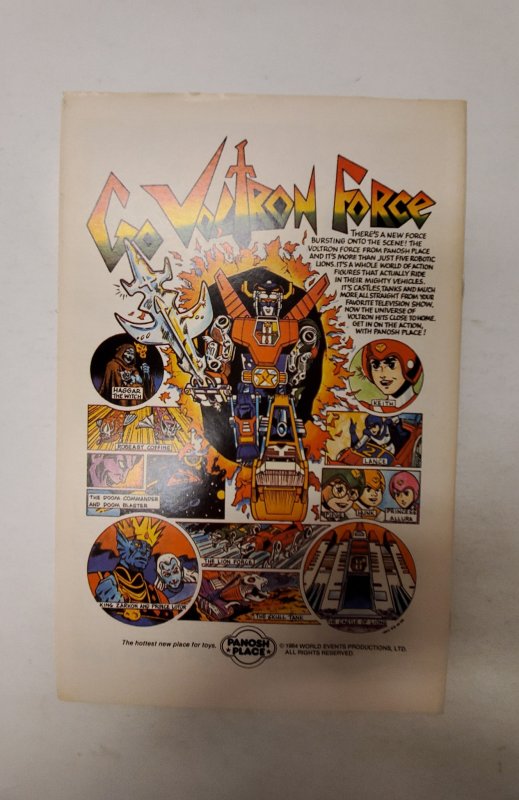 Go Voltron Force
THERE'S A NEW FORCE
BURSTING ONTO THE SCENE! THE
VOLTRON FORCE FROM PANOSH PLACE
AND IT'S MORE THAN JUST FIVE ROBOTIC
LIONS. IT'S A WHOLE WORLD OF ACTION
FIGURES THAT ACTUALLY RIDE
IN THEIR MIGHTY VEHICLES.
IT'S CASTLES, TANKS AND MUCH
MORE ALL STRAIGHT FROM YOUR
FAVORITE TELEVISION SHOW.
NOW THE UNIVERSE OF
VOLTRON HITS CLOSE TO HOME.
GET IN ON THE ACTION,
WITH PANOSH PLACE!
HAGGAR
THE WITCH
KEITH
ROBEAST COFFINS
LANCE
THE DOOM COMMANDER
AND DOOM BLASTER
PIDGE
HUNK
PRINCESS
ALLURA
THE LION FORCE
KING ZARKON AND PRINCE LOTOR
THE SKULL TANK
THE CASTLE OF LIONS
The hottest new place for toys.
PANOSH
PLACE
© 1984 WORLD EVENTS PRODUCTIONS, LTD.
ALL RIGHTS RESERVED.